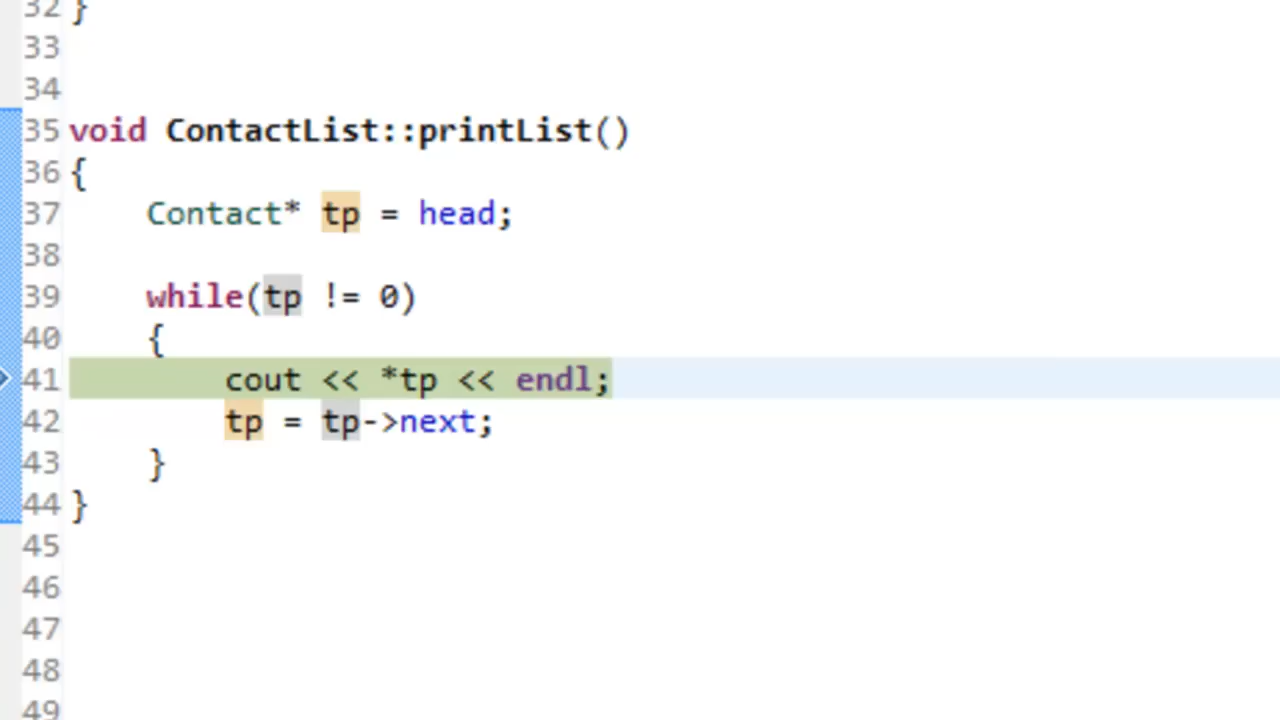 32 }
33
34
35 void ContactList::printList()
36 {
37     Contact* tp = head;
38
39     while(tp != 0)
40     {
41         cout << *tp << endl;
42         tp = tp->next;
43     }
44 }
45
46
47
48
49